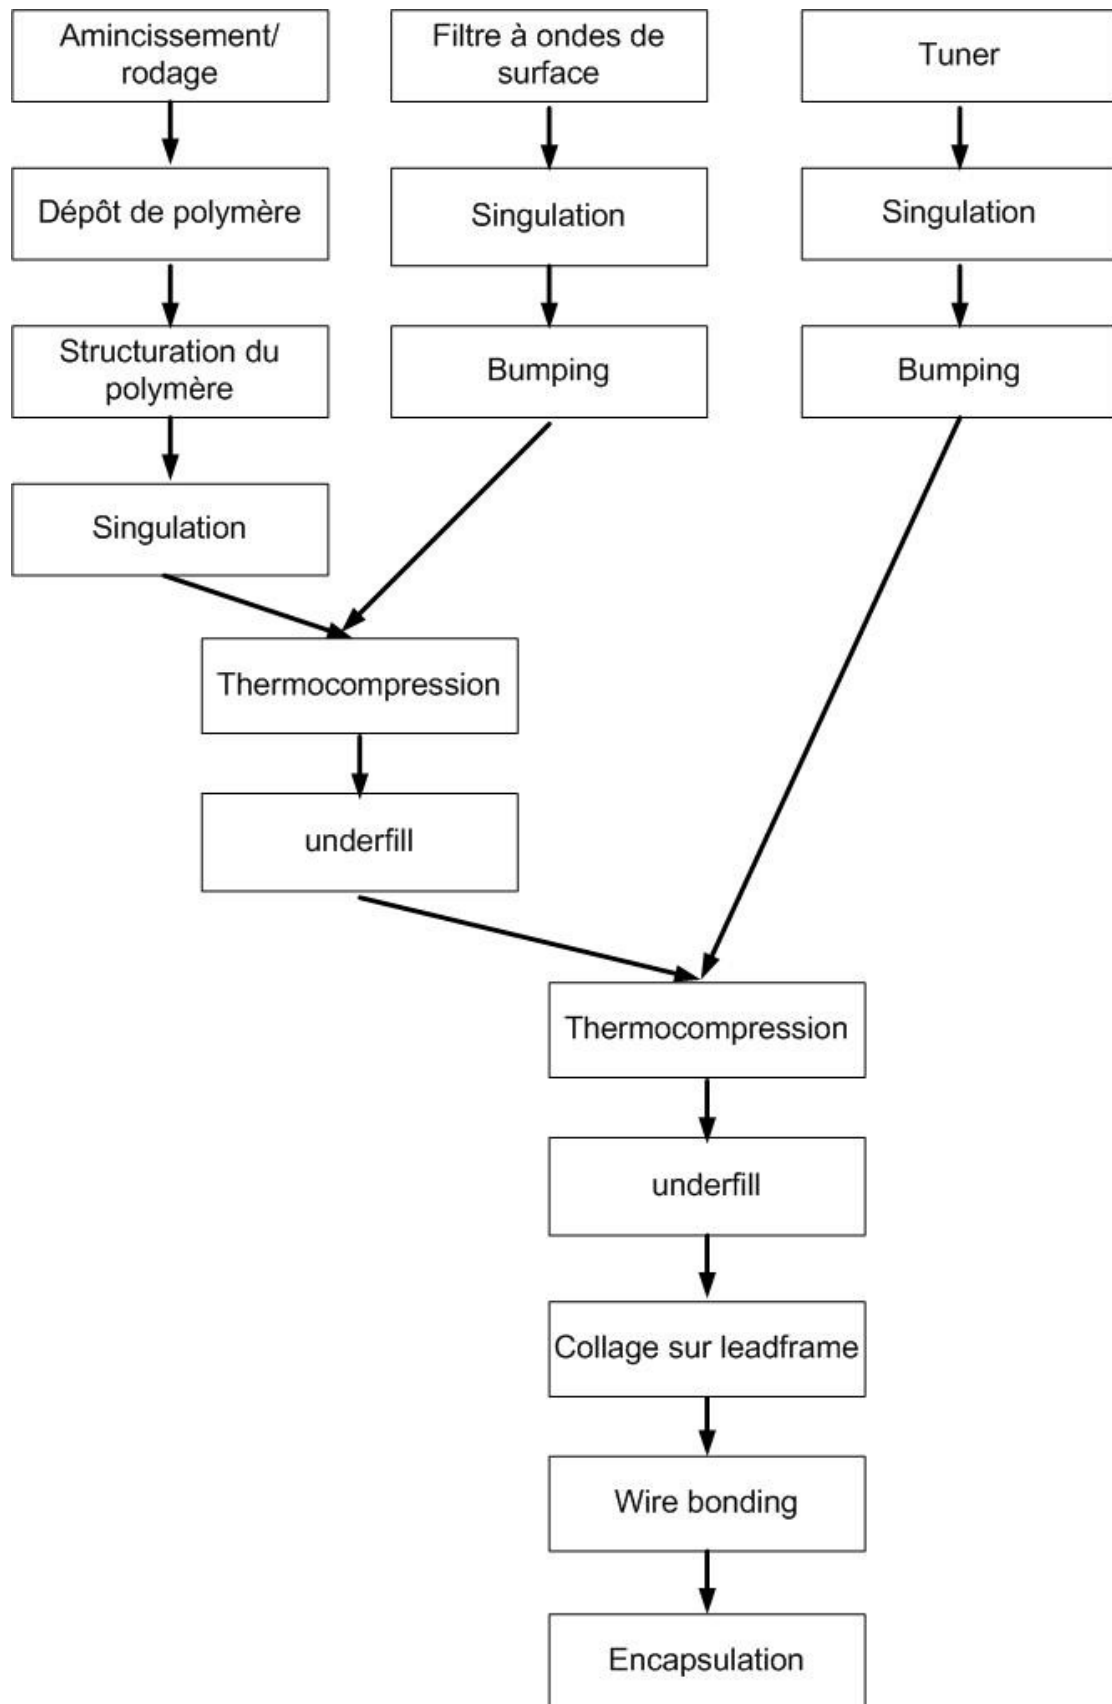 Amincissement/
rodage
Filtre à ondes de
surface
Tuner
Dépôt de polymère
Singulation
Singulation
Structuration du
polymère
Bumping
Bumping
Singulation
Thermocompression
underfill
Thermocompression
underfill
Collage sur leadframe
Wire bonding
Encapsulation